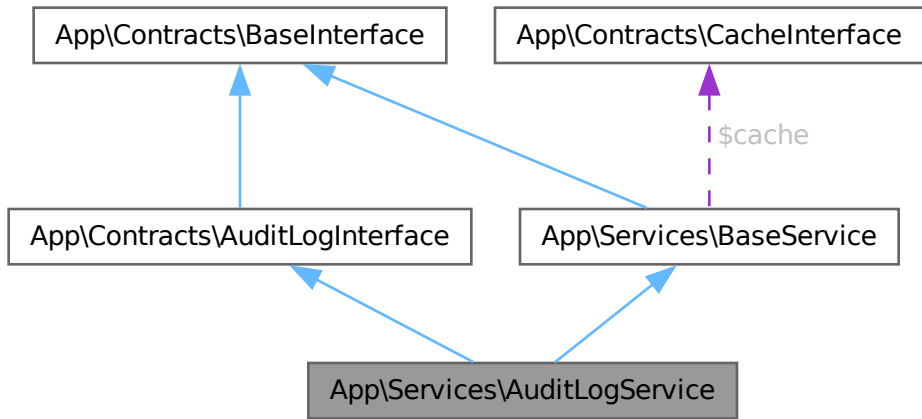 App\Contracts\BaseInterface
App\Contracts\CacheInterface
$cache
App\Contracts\AuditLogInterface
App\Services\BaseService
App\Services\AuditLogService